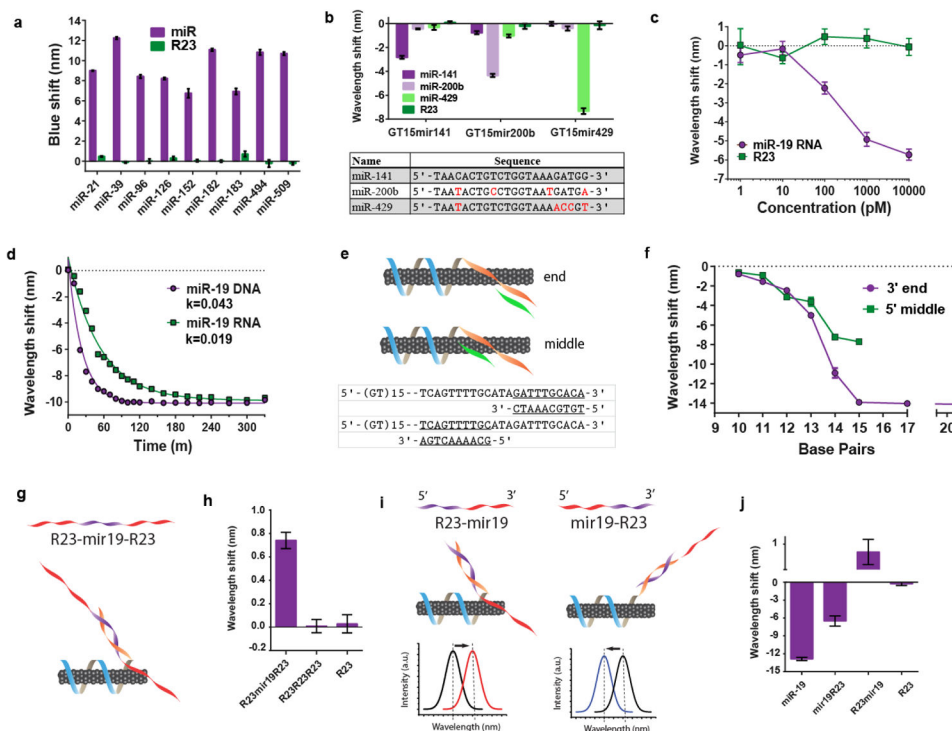 a
Blue shift (nm)
14
12
10
8
6
4
2
0
miR
R23
miR-21
miR-39
miR-96
miR-126
miR-152
miR-182
miR-183
miR-494
miR-509
b
Wavelength shift (nm)
0
-2
-4
-6
-8
miR-141
miR-200b
miR-429
R23
GT15mir141 GT15mir200b GT15mir429
Name Sequence
miR-141 5'-TAACACTGTCTGGTAAAGATGG-3'
miR-200b 5'-TAATACTGCCTGGTAATGATGA-3'
miR-429 5'-TAATACTGTCTGGTAAAACCGT-3'
c
Wavelength shift (nm)
1
0
-1
-2
-3
-4
-5
-6
-7
miR-19 RNA
R23
1 10 100 1000 10000
Concentration (pM)
d
Wavelength shift (nm)
0
-2
-4
-6
-8
-10
miR-19 DNA
k=0.043
miR-19 RNA
k=0.019
0 60 120 180 240 300
Time (m)
e
end
middle
5'-(GT)15--TCAGTTTTGCATAGATTTGCACA-3'
3'-CTAAACGTGT-5'
5'-(GT)15--TCAGTTTTGCATAGATTTGCACA-3'
3'-AGTCAAAACG-5'
f
Wavelength shift (nm)
0
-2
-4
-6
-8
-10
-12
-14
3' end
5' middle
9 10 11 12 13 14 15 16 17 20
Base Pairs
g
R23-mir19-R23
h
Wavelength shift (nm)
1.0
0.8
0.6
0.4
0.2
0.0
-0.2
R23mir19R23
R23R23R23
R23
i
5' 3'
R23-mir19
5' 3'
mir19-R23
Intensity (a.u.)
Wavelength (nm)
Intensity (a.u.)
Wavelength (nm)
j
Wavelength shift (nm)
1
0
-3
-6
-9
-12
-15
miR-19
mir19R23
R23mir19
R23